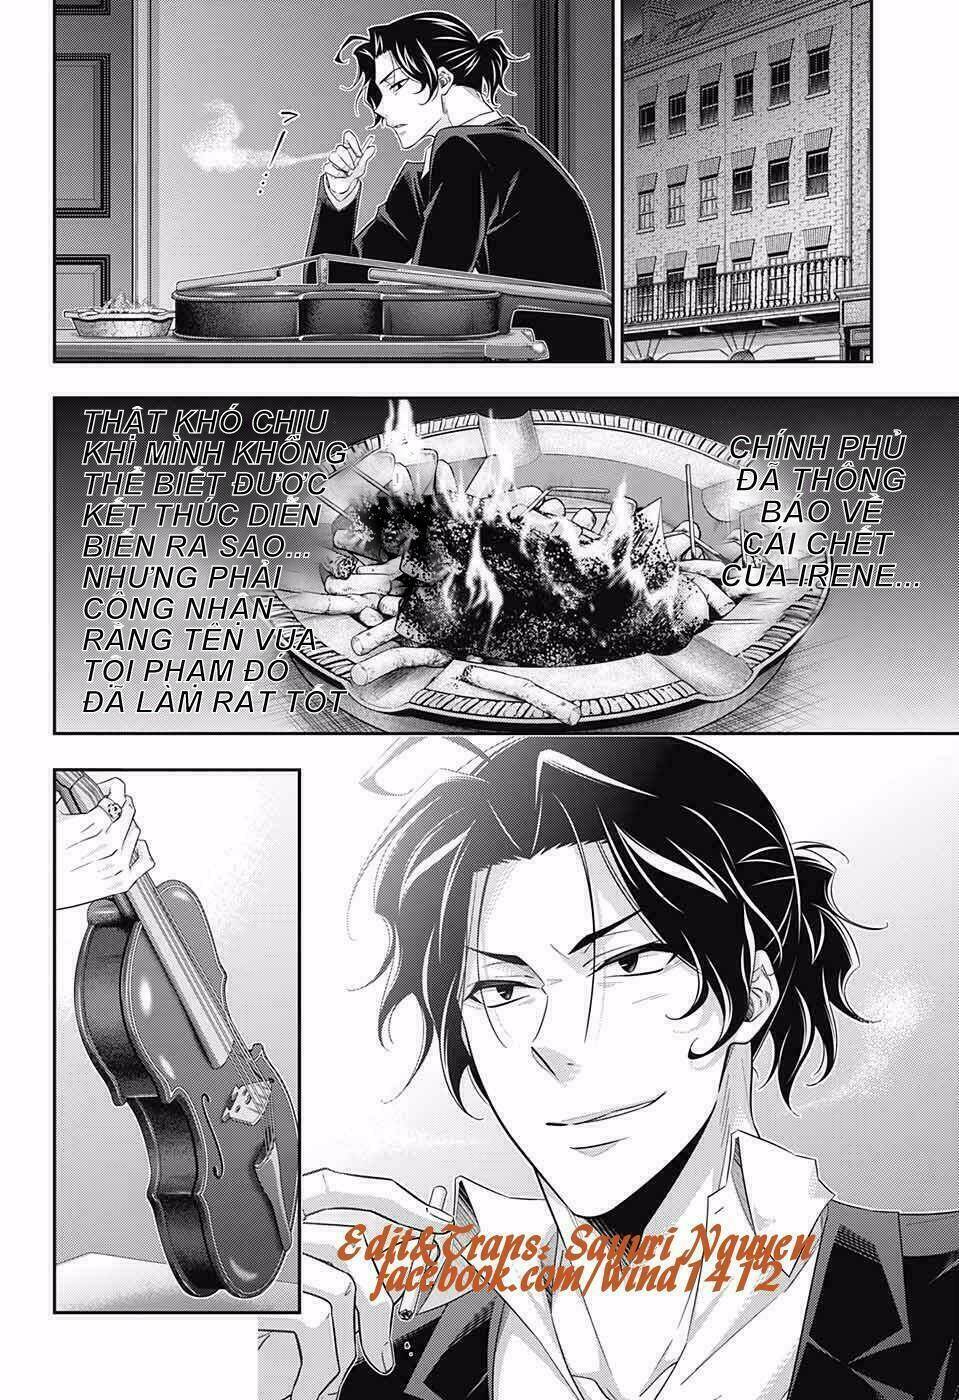 CHÍNH PHỦ
ĐÃ THÔNG
BÁO VỀ
CÁI CHẾT
CỦA IRENE...
THẬT KHÓ CHỊU
KHI MÌNH KHÔNG
THỂ BIẾT ĐƯỢC
KẾT THÚC DIỄN
BIẾN RA SAO...
NHƯNG PHẢI
CÔNG NHẬN
RẰNG TÊN VUA
TỘI PHẠM ĐÓ
ĐÃ LÀM RẤT TỐT
Edit&Trans: Sayuri Nguyen
facebook.com/wind1412